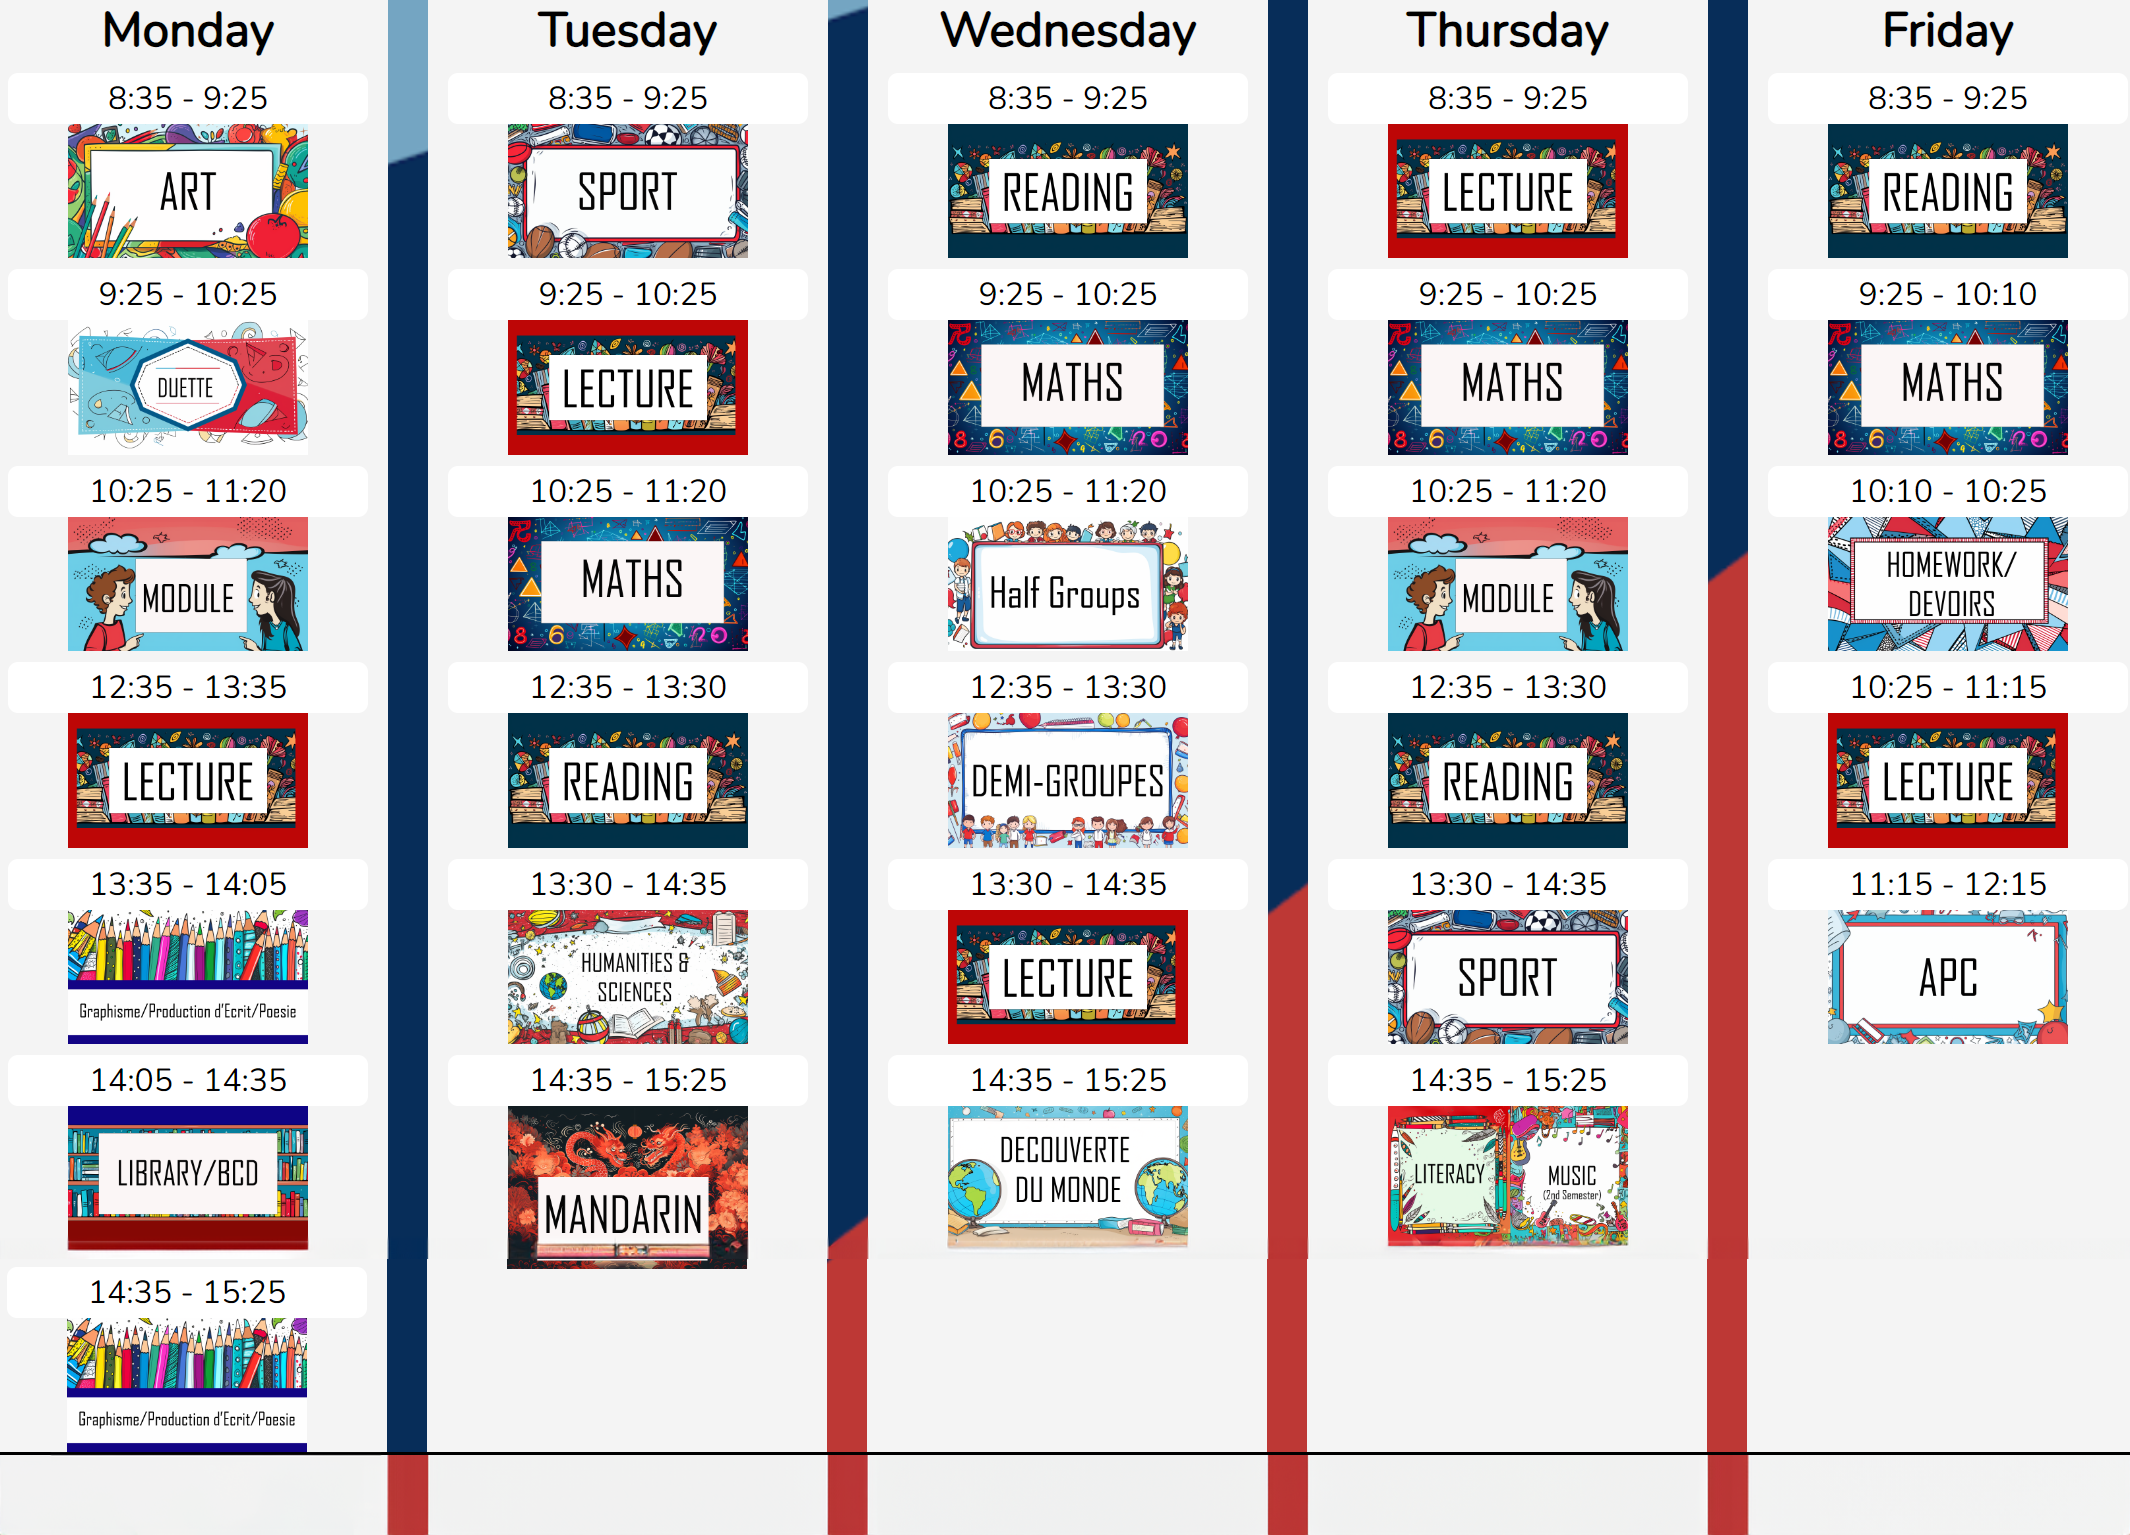 Monday
8:35 - 9:25
ART
9:25 - 10:25
DUETTE
10:25 - 11:20
MODULE
12:35 - 13:35
LECTURE
13:35 - 14:05
Graphisme/Production d'Ecrit/Poesie
14:05 - 14:35
LIBRARY/BCD
14:35 - 15:25
Graphisme/Production d'Ecrit/Poesie
Tuesday
8:35 - 9:25
SPORT
9:25 - 10:25
LECTURE
10:25 - 11:20
MATHS
12:35 - 13:30
READING
13:30 - 14:35
HUMANITIES &
SCIENCES
14:35 - 15:25
MANDARIN
Wednesday
8:35 - 9:25
READING
9:25 - 10:25
MATHS
10:25 - 11:20
Half Groups
12:35 - 13:30
DEMI-GROUPES
13:30 - 14:35
LECTURE
14:35 - 15:25
DECOUVERTE
DU MONDE
Thursday
8:35 - 9:25
LECTURE
9:25 - 10:25
MATHS
10:25 - 11:20
MODULE
12:35 - 13:30
READING
13:30 - 14:35
SPORT
14:35 - 15:25
LITERACY
MUSIC
(2nd Semester)
Friday
8:35 - 9:25
READING
9:25 - 10:10
MATHS
10:10 - 10:25
HOMEWORK/
DEVOIRS
10:25 - 11:15
LECTURE
11:15 - 12:15
APC